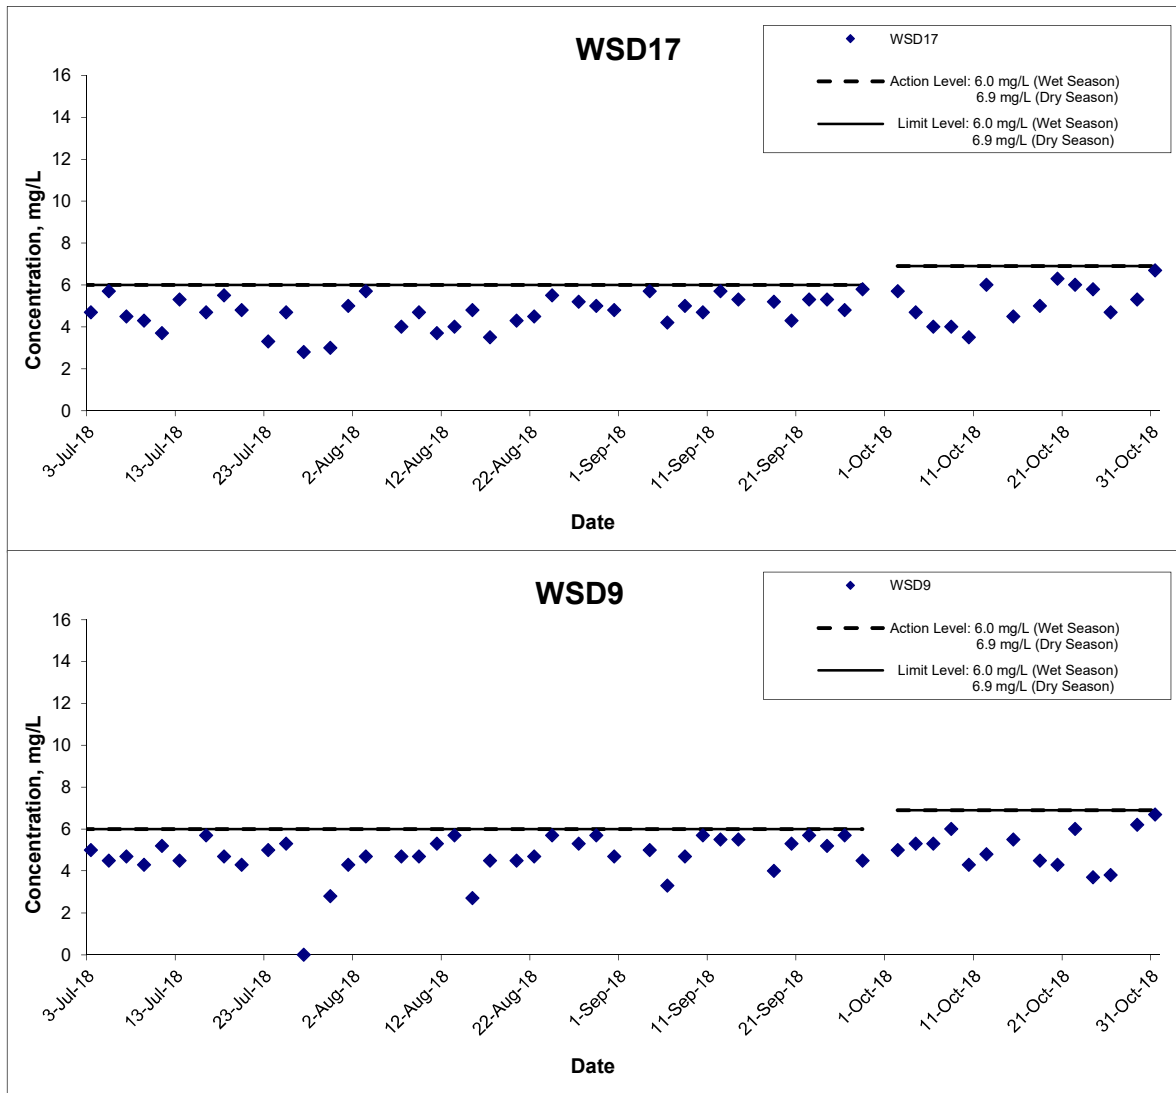 WSD17
WSD17
Action Level: 6.0 mg/L (Wet Season)
6.9 mg/L (Dry Season)
Limit Level: 6.0 mg/L (Wet Season)
6.9 mg/L (Dry Season)
Concentration, mg/L
16
14
12
10
8
6
4
2
0
3-Jul-18
13-Jul-18
23-Jul-18
2-Aug-18
12-Aug-18
22-Aug-18
1-Sep-18
11-Sep-18
21-Sep-18
1-Oct-18
11-Oct-18
21-Oct-18
31-Oct-18
Date
WSD9
WSD9
Action Level: 6.0 mg/L (Wet Season)
6.9 mg/L (Dry Season)
Limit Level: 6.0 mg/L (Wet Season)
6.9 mg/L (Dry Season)
Concentration, mg/L
16
14
12
10
8
6
4
2
0
3-Jul-18
13-Jul-18
23-Jul-18
2-Aug-18
12-Aug-18
22-Aug-18
1-Sep-18
11-Sep-18
21-Sep-18
1-Oct-18
11-Oct-18
21-Oct-18
31-Oct-18
Date